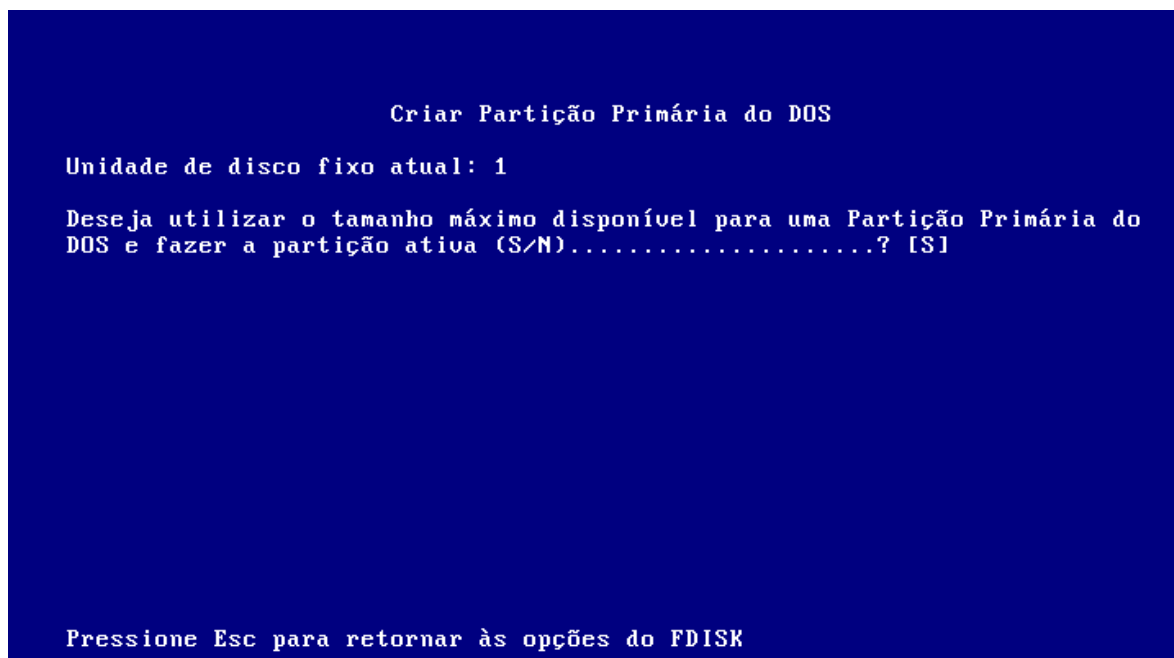 Criar Partição Primária do DOS
Unidade de disco fixo atual: 1
Deseja utilizar o tamanho máximo disponível para uma Partição Primária do
DOS e fazer a partição ativa (S/N).....................? [S]
Pressione Esc para retornar às opções do FDISK